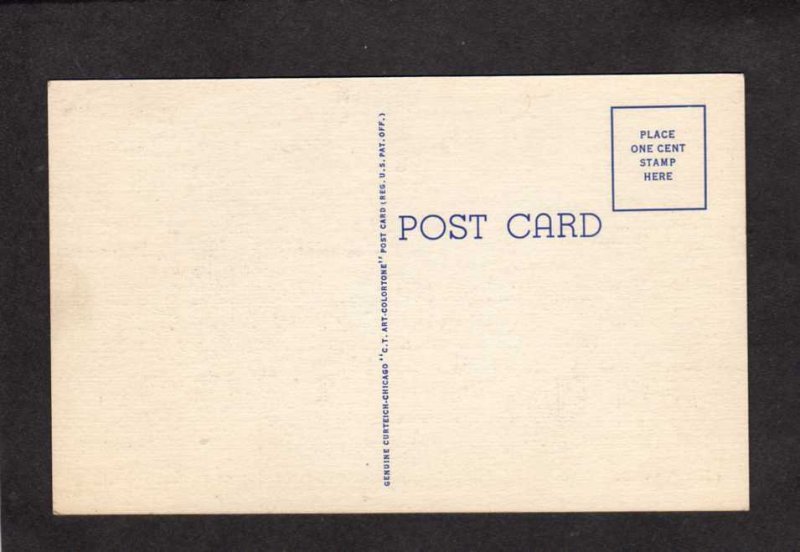 GENUINE CURTEICH-CHICAGO "C.T. ART-COLORTONE" POST CARD (REG. U.S. PAT. OFF.)
POST CARD
PLACE
ONE CENT
STAMP
HERE